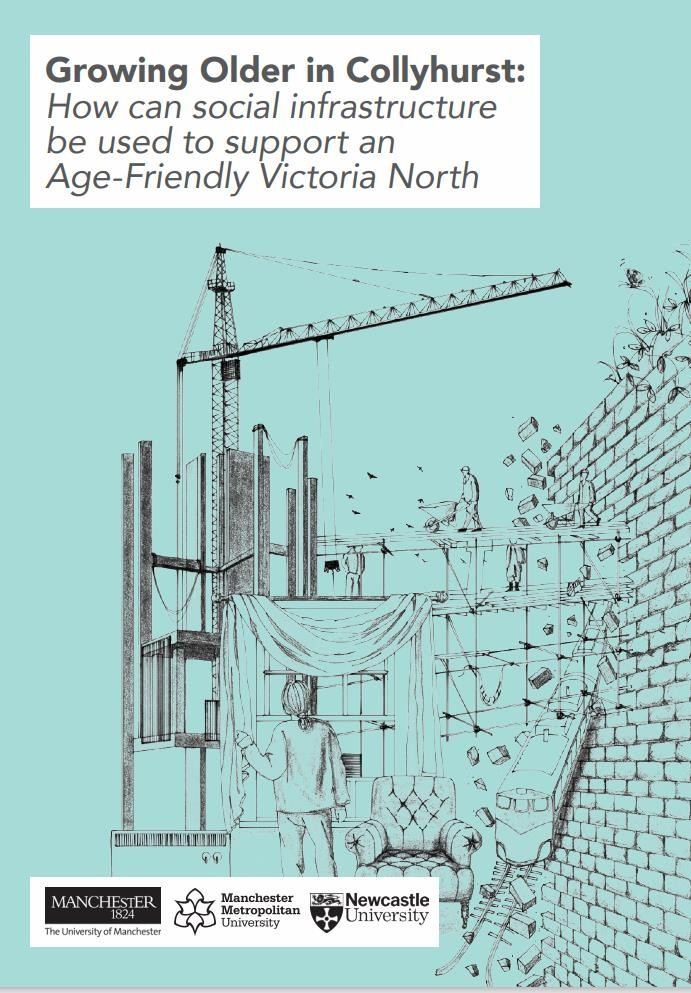 Growing Older in Collyhurst:
How can social infrastructure
be used to support an
Age-Friendly Victoria North
MANCHESTER
1824
The University of Manchester
Manchester
Metropolitan
University
Newcastle
University